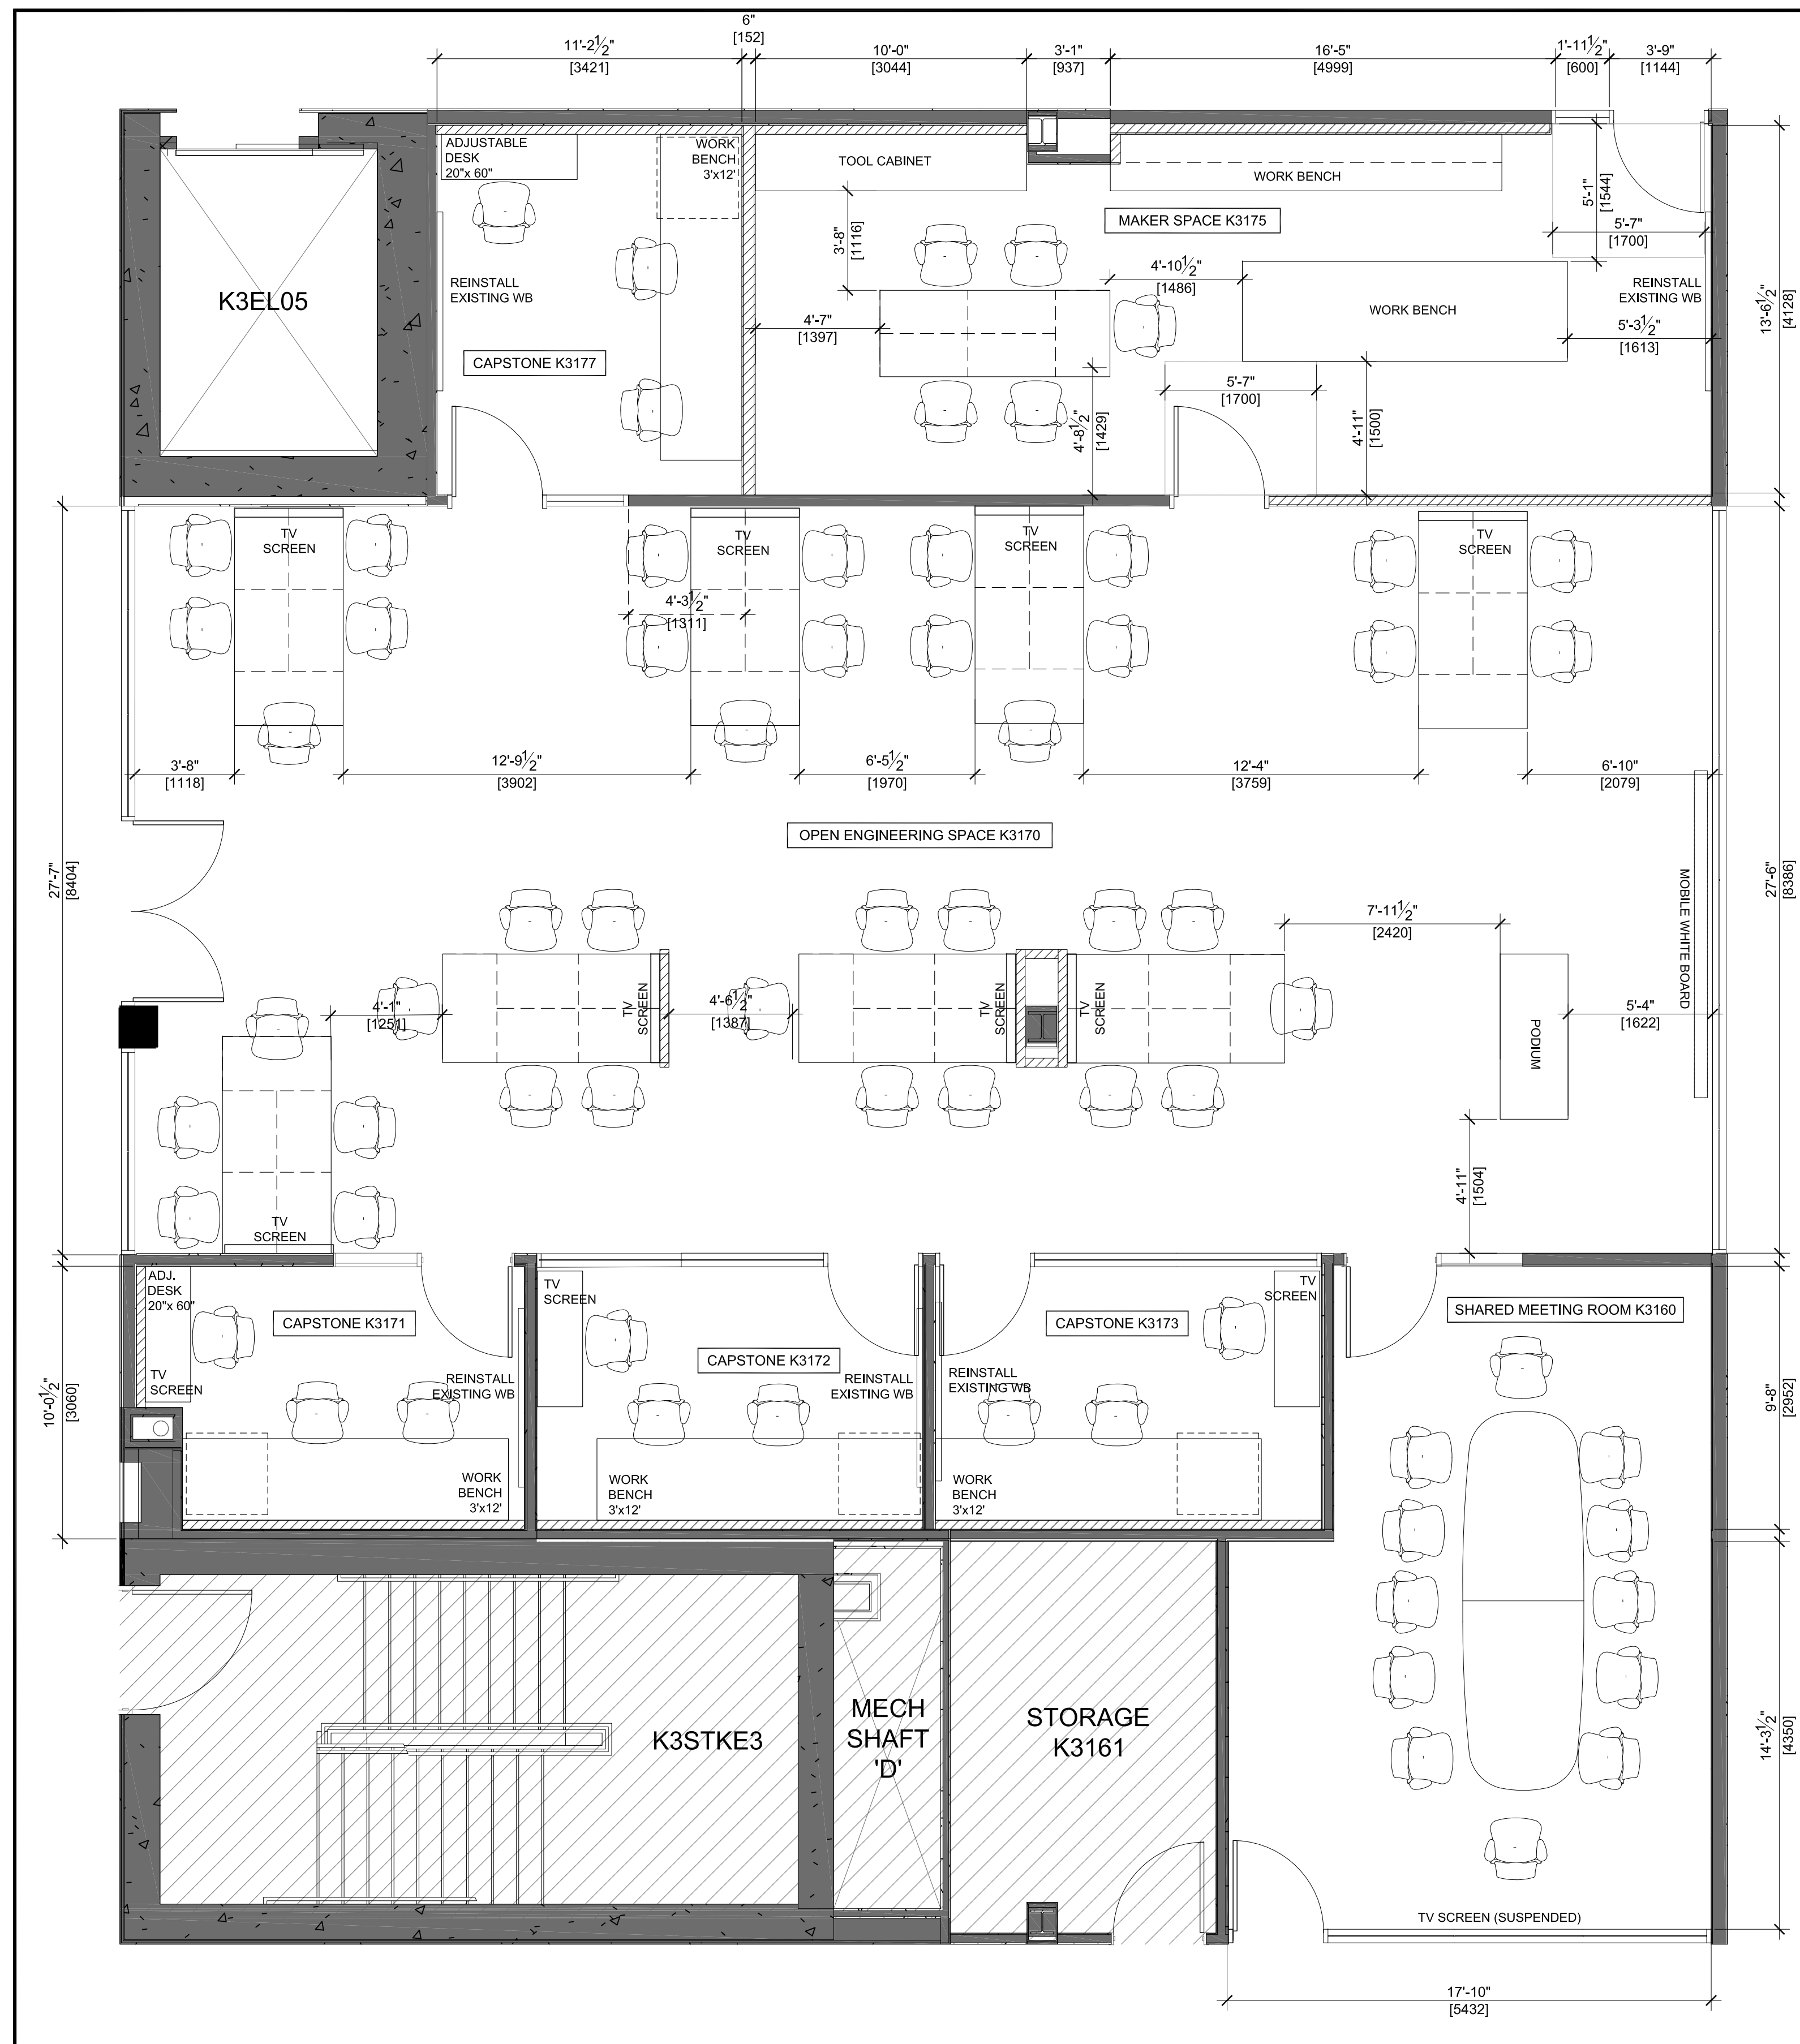 6"
[152]
11'-2½"
[3421]
10'-0"
[3044]
3'-1"
[937]
16'-5"
[4999]
1'-11½"
[600]
3'-9"
[1144]
ADJUSTABLE
DESK
20"x 60"
WORK
BENCH
3'x12'
TOOL CABINET
WORK BENCH
MAKER SPACE K3175
5'-1"
[1544]
5'-7"
[1700]
3'-8"
[1116]
4'-10½"
[1486]
K3EL05
REINSTALL
EXISTING WB
REINSTALL
EXISTING WB
WORK BENCH
13'-6½"
[4128]
4'-7"
[1397]
5'-3½"
[1613]
CAPSTONE K3177
5'-7"
[1700]
4'-8½"
[1429]
4'-11"
[1500]
TV
SCREEN
TV
SCREEN
TV
SCREEN
TV
SCREEN
4'-3½"
[1311]
3'-8"
[1118]
12'-9½"
[3902]
6'-5½"
[1970]
12'-4"
[3759]
6'-10"
[2079]
OPEN ENGINEERING SPACE K3170
27'-7"
[8404]
27'-6"
[8386]
MOBILE WHITE BOARD
7'-11½"
[2420]
4'-1"
[1251]
TV
SCREEN
4'-6½"
[1387]
TV
SCREEN
TV
SCREEN
5'-4"
[1622]
PODIUM
4'-11"
[1504]
TV
SCREEN
ADJ.
DESK
20"x 60"
CAPSTONE K3171
TV
SCREEN
CAPSTONE K3172
CAPSTONE K3173
TV
SCREEN
SHARED MEETING ROOM K3160
TV
SCREEN
REINSTALL
EXISTING WB
REINSTALL
EXISTING WB
REINSTALL
EXISTING WB
10'-0½"
[3060]
9'-8"
[2952]
WORK
BENCH
3'x12'
WORK
BENCH
3'x12'
WORK
BENCH
3'x12'
K3STKE3
MECH
SHAFT
'D'
STORAGE
K3161
14'-3½"
[4350]
TV SCREEN (SUSPENDED)
17'-10"
[5432]